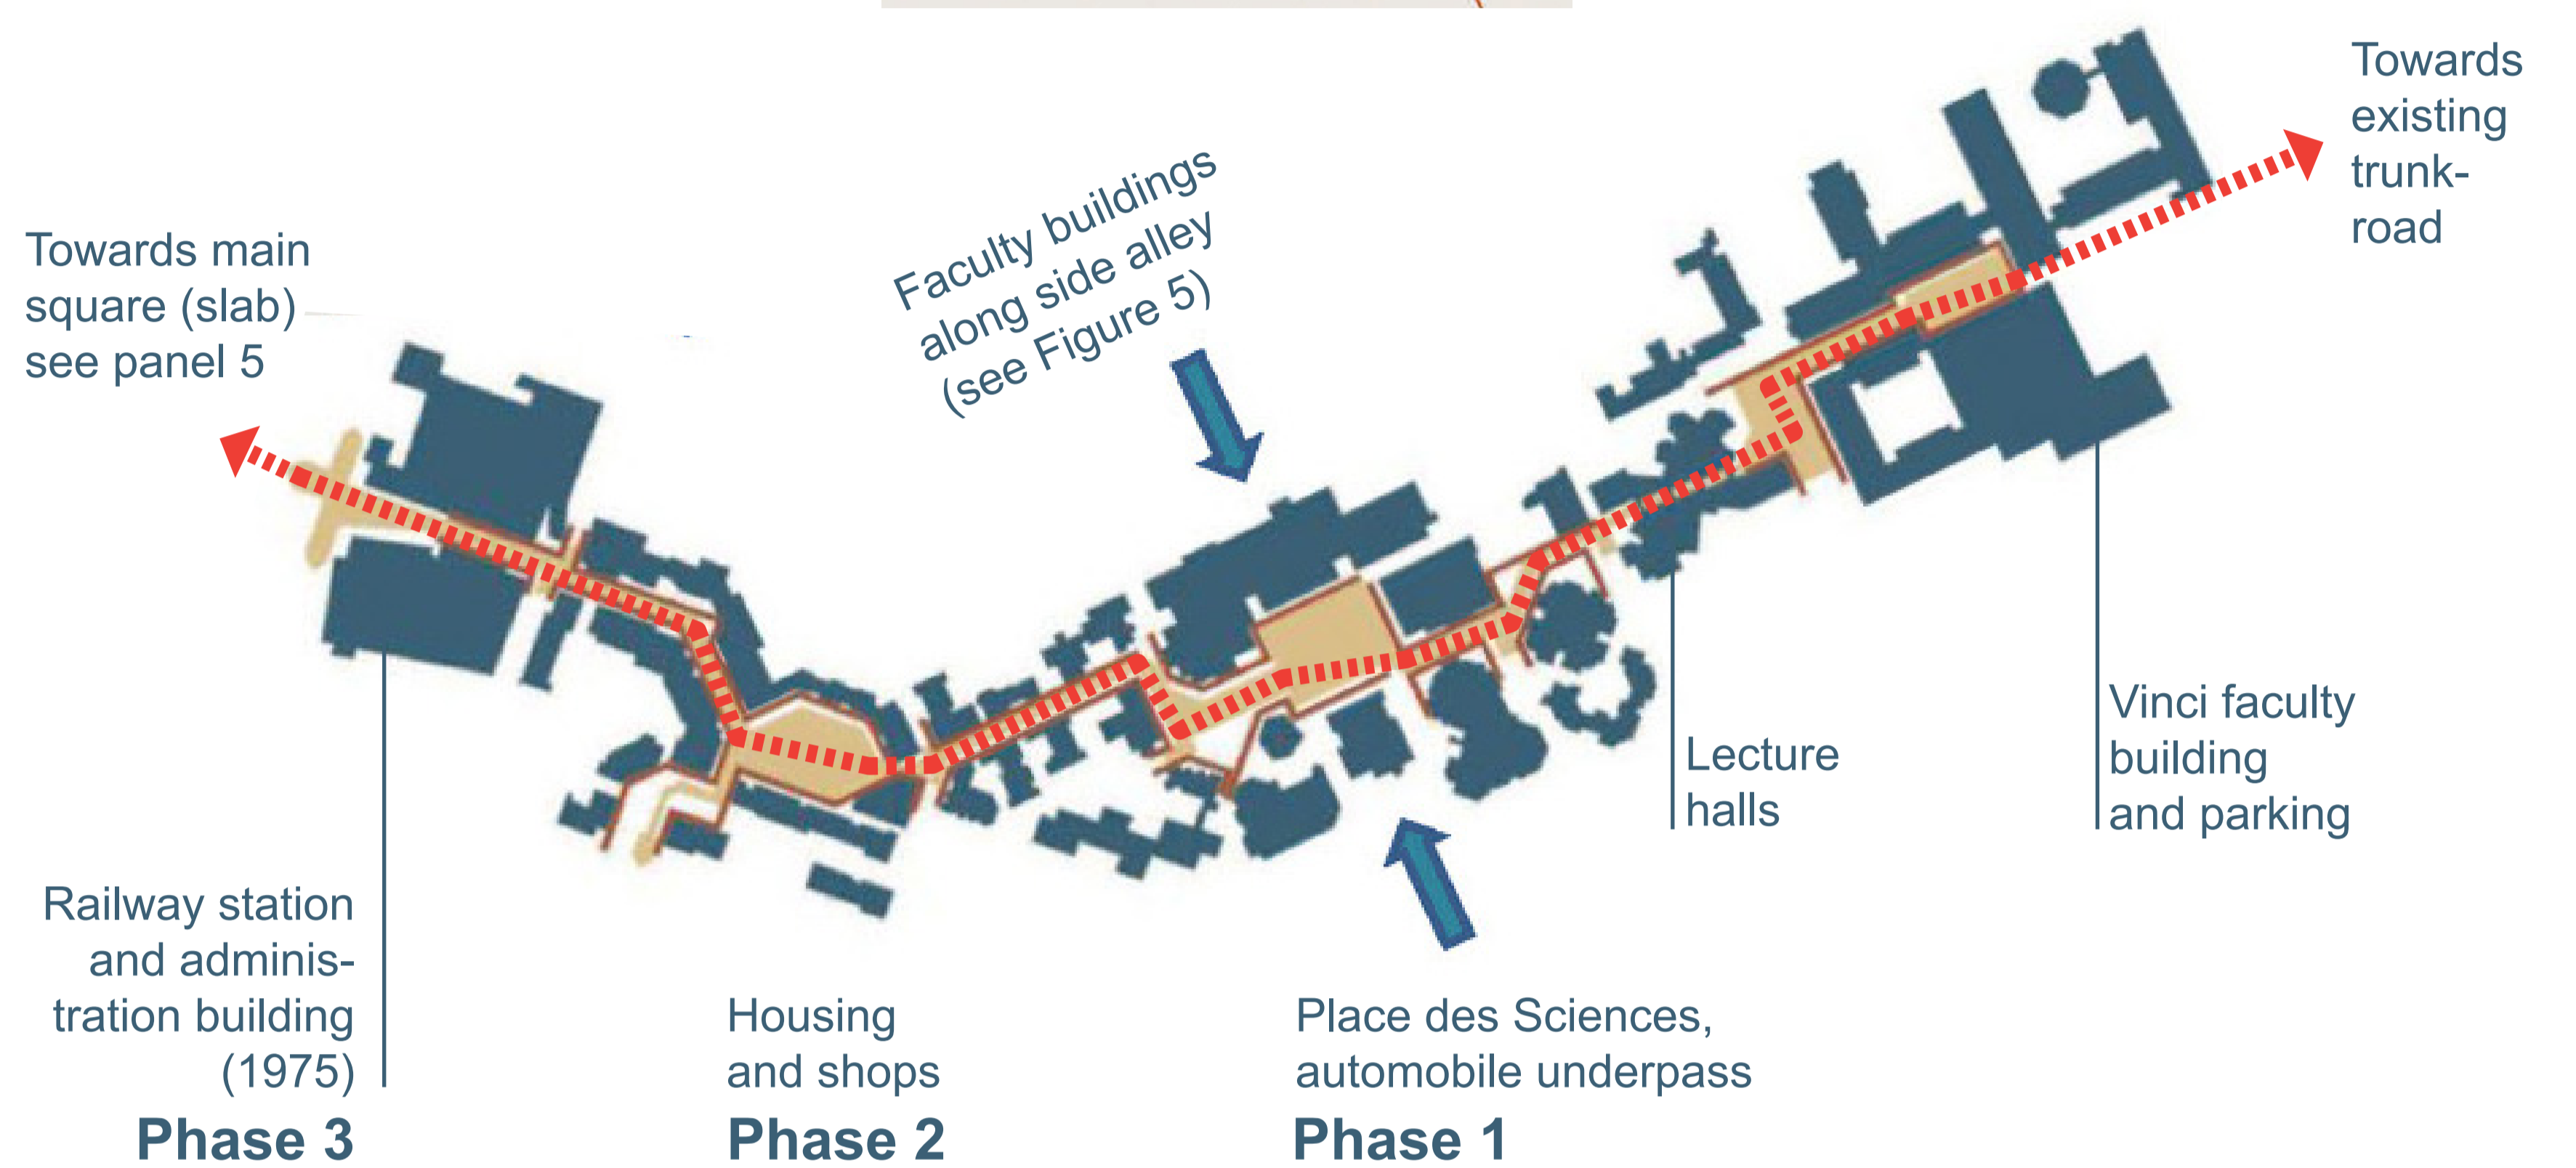 Towards
existing
trunk-
road
Faculty buildings
along side alley
(see Figure 5)
Towards main
square (slab)
see panel 5
Lecture
halls
Vinci faculty
building
and parking
Railway station
and adminis-
tration building
(1975)
Phase 3
Housing
and shops
Phase 2
Place des Sciences,
automobile underpass
Phase 1